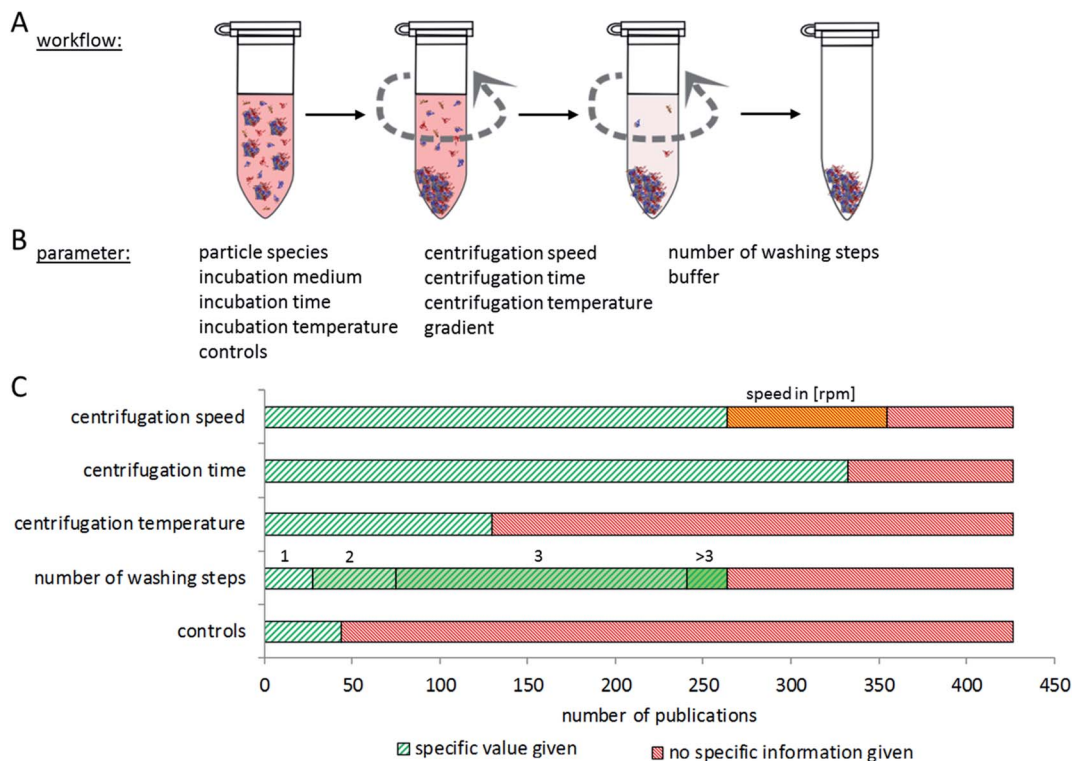 A
workflow:
B
parameter:
particle species
incubation medium
incubation time
incubation temperature
controls
centrifugation speed
centrifugation time
centrifugation temperature
gradient
number of washing steps
buffer
C
speed in [rpm]
centrifugation speed
centrifugation time
centrifugation temperature
1 2 3 >3
number of washing steps
controls
0 50 100 150 200 250 300 350 400 450
number of publications
specific value given
no specific information given